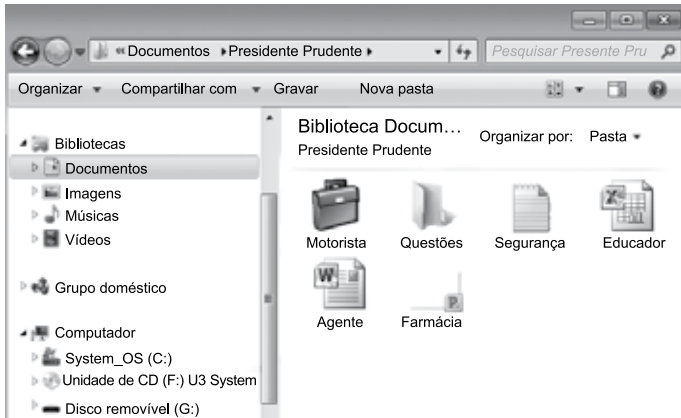 «Documentos ▸Presidente Prudente ▸ Pesquisar Presente Pru
Organizar Compartilhar com Gravar Nova pasta
Bibliotecas
Documentos
Imagens
Músicas
Vídeos
Grupo doméstico
Computador
System_OS (C:)
Unidade de CD (F:) U3 System
Disco removível (G:)
Biblioteca Docum...
Presidente Prudente
Organizar por: Pasta
Motorista Questões Segurança Educador
Agente Farmácia